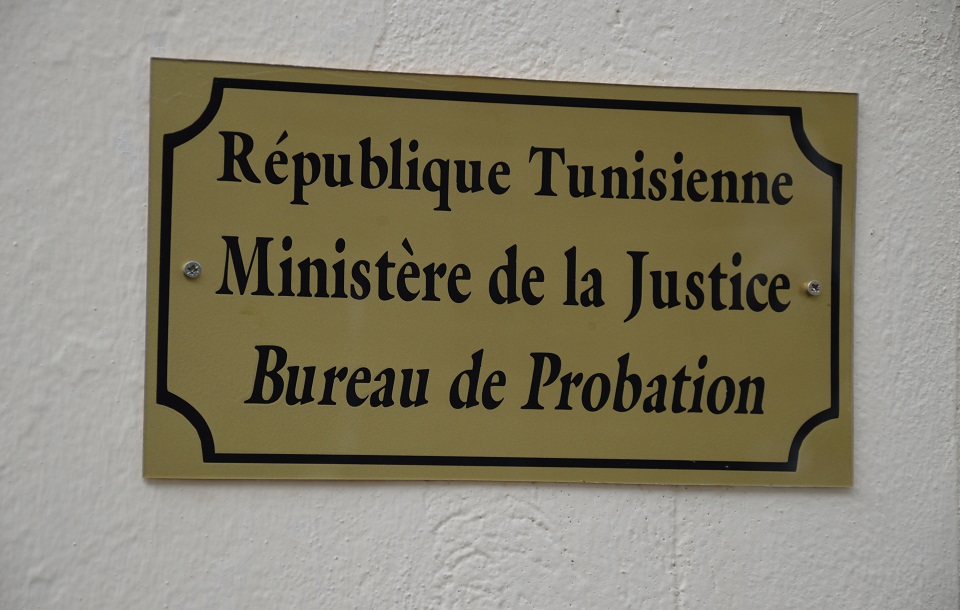 République Tunisienne
Ministère de la Justice
Bureau de Probation